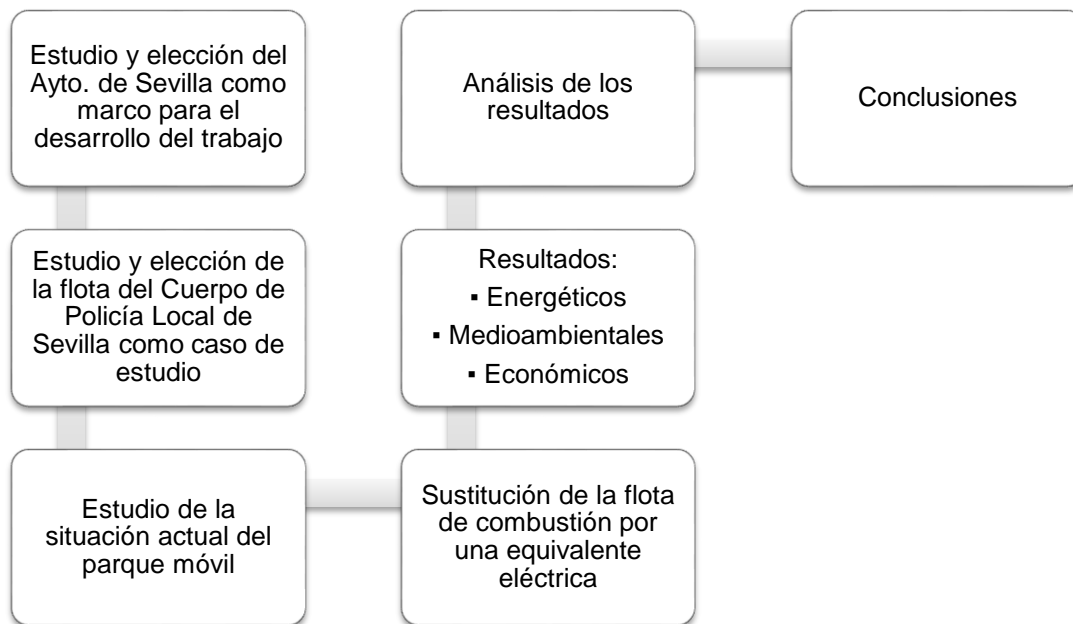 Estudio y elección del
Ayto. de Sevilla como
marco para el
desarrollo del trabajo
Estudio y elección de
la flota del Cuerpo de
Policía Local de
Sevilla como caso de
estudio
Estudio de la
situación actual del
parque móvil
Sustitución de la flota
de combustión por
una equivalente
eléctrica
Resultados:
▪ Energéticos
▪ Medioambientales
▪ Económicos
Análisis de los
resultados
Conclusiones